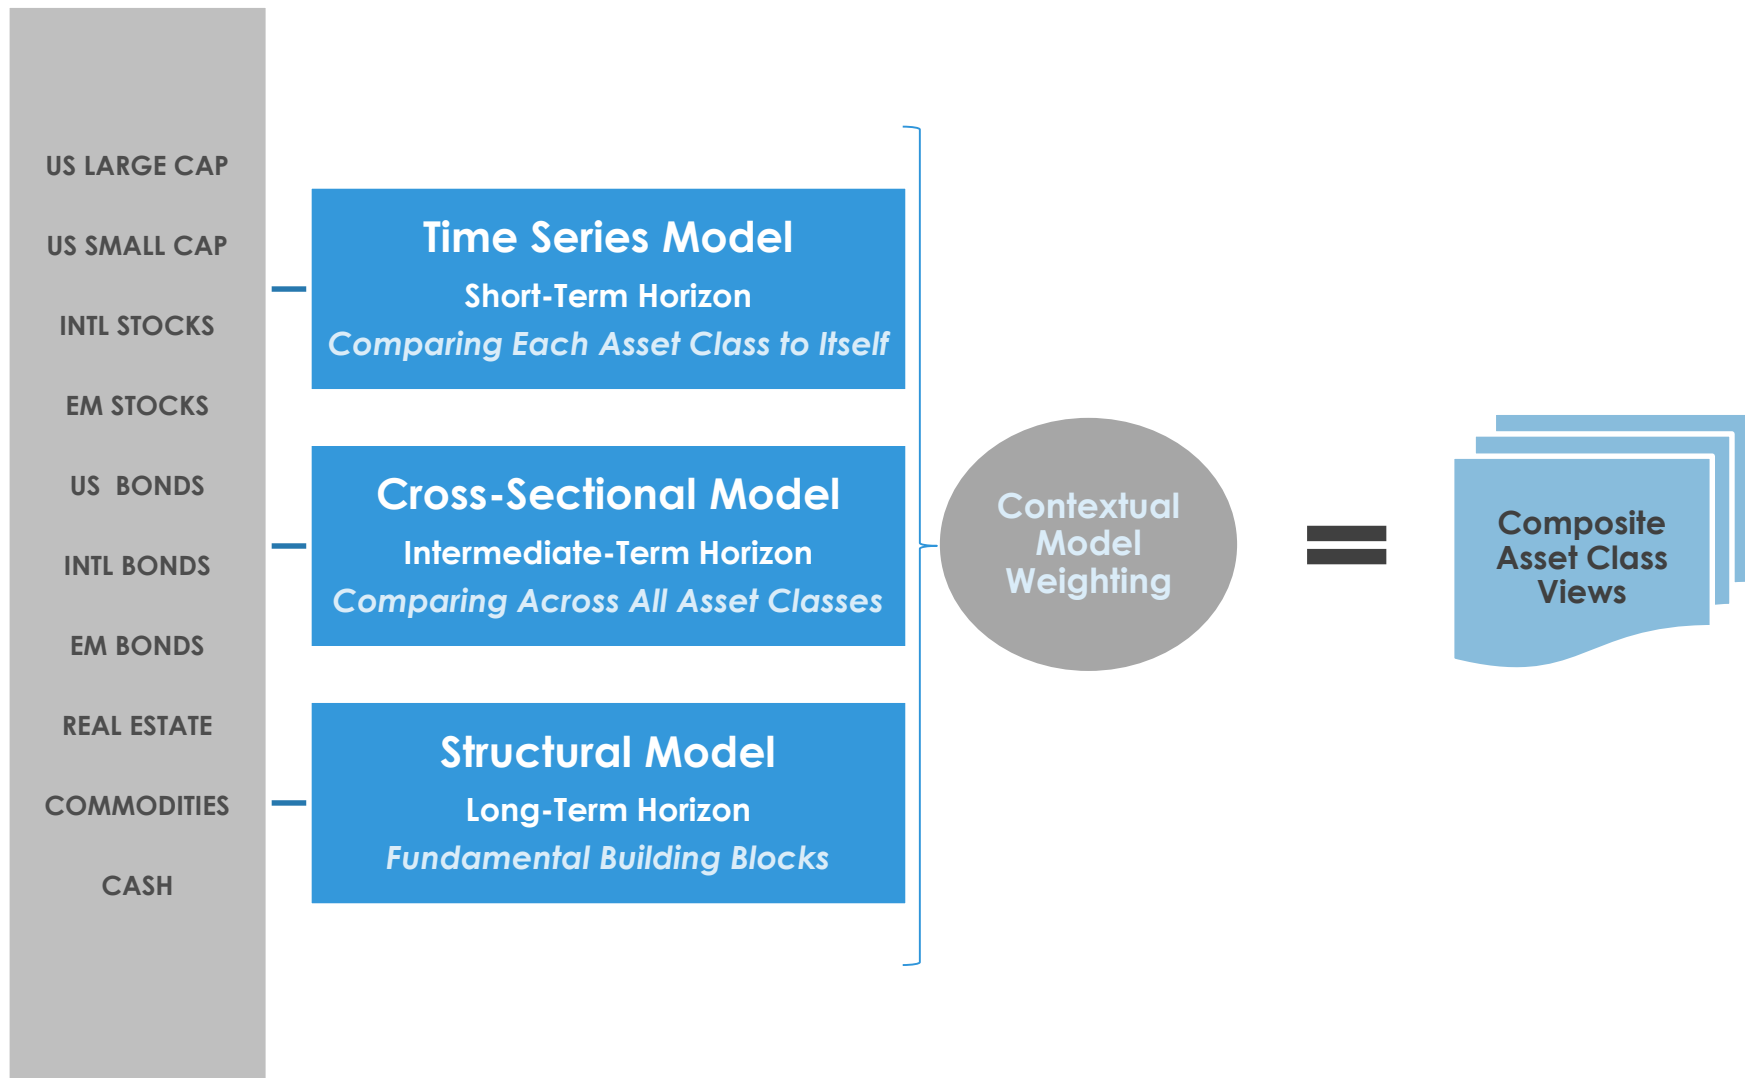 US LARGE CAP
US SMALL CAP
INTL STOCKS
EM STOCKS
US  BONDS
INTL BONDS
EM BONDS
REAL ESTATE
COMMODITIES
CASH
Time Series Model
Short-Term Horizon
Comparing Each Asset Class to Itself
Cross-Sectional Model
Intermediate-Term Horizon
Comparing Across All Asset Classes
Structural Model
Long-Term Horizon
Fundamental Building Blocks
Contextual
Model
Weighting
=
Composite
Asset Class
Views